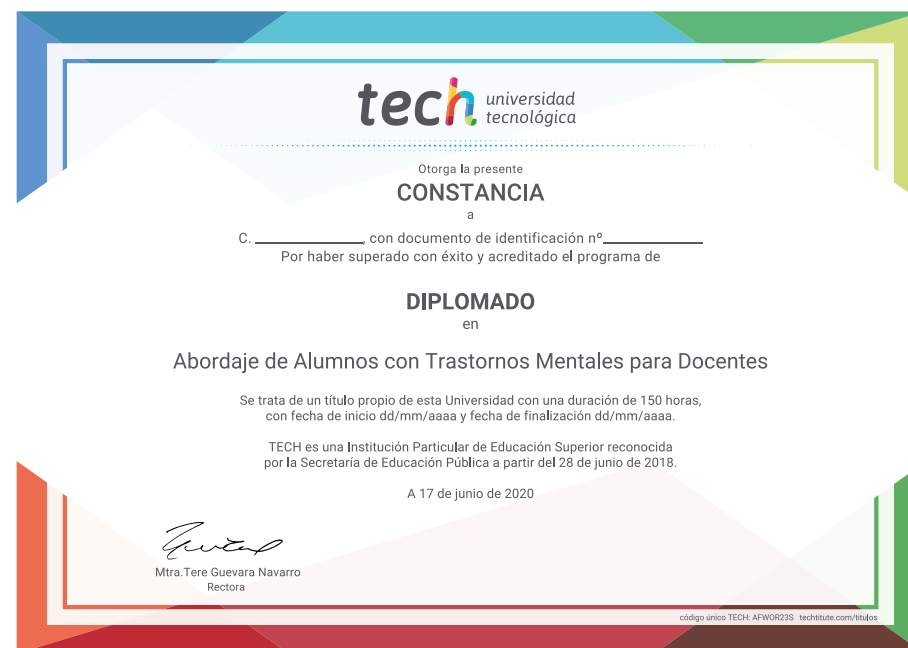 tech universidad
tecnológica
Otorga la presente
CONSTANCIA
a
C. ____________, con documento de identificación nº____________
Por haber superado con éxito y acreditado el programa de
DIPLOMADO
en
Abordaje de Alumnos con Trastornos Mentales para Docentes
Se trata de un título propio de esta Universidad con una duración de 150 horas,
con fecha de inicio dd/mm/aaaa y fecha de finalización dd/mm/aaaa.
TECH es una Institución Particular de Educación Superior reconocida
por la Secretaría de Educación Pública a partir del 28 de junio de 2018.
A 17 de junio de 2020
Mtra.Tere Guevara Navarro
Rectora
código único TECH: AFWOR23S techtitute.com/titulos